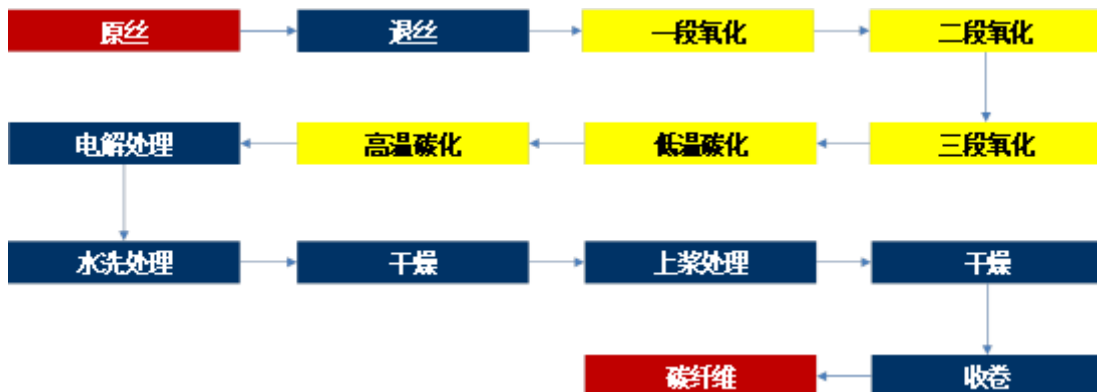 原丝
退丝
一段氧化
二段氧化
三段氧化
低温碳化
高温碳化
电解处理
水洗处理
干燥
上浆处理
干燥
收卷
碳纤维